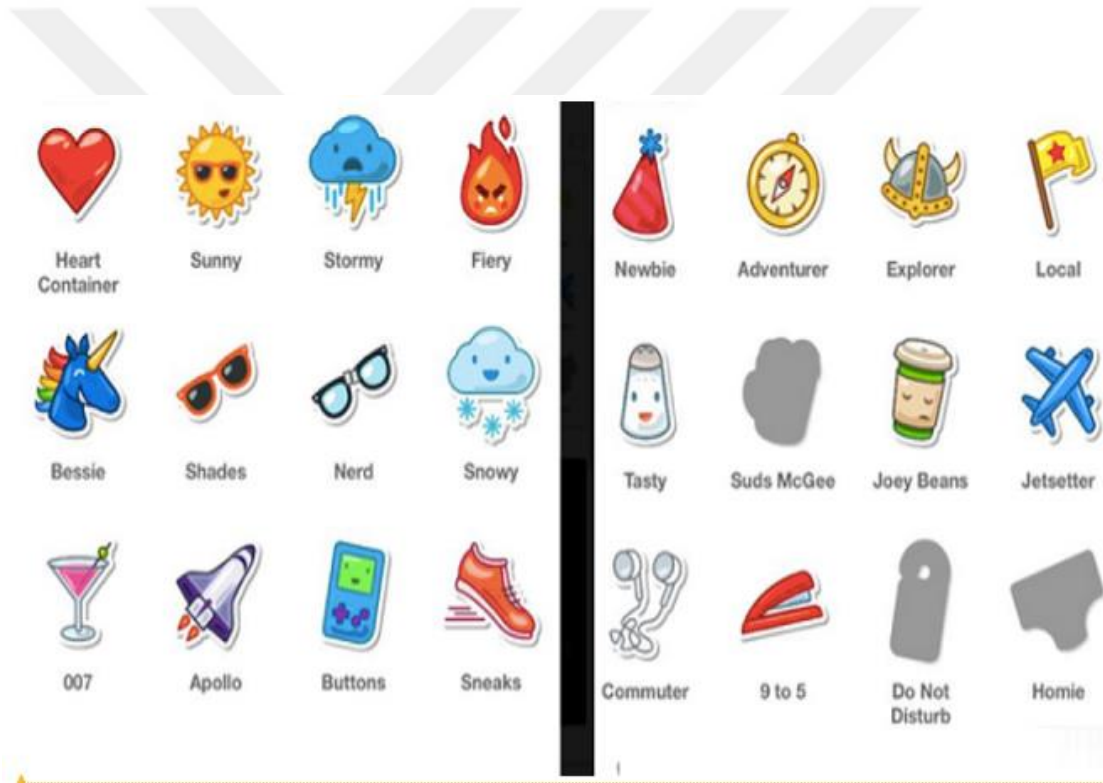 Heart
Container
Sunny
Stormy
Fiery
Bessie
Shades
Nerd
Snowy
007
Apollo
Buttons
Sneaks
Newbie
Adventurer
Explorer
Local
Tasty
Suds McGee
Joey Beans
Jetsetter
Commuter
9 to 5
Do Not
Disturb
Homie